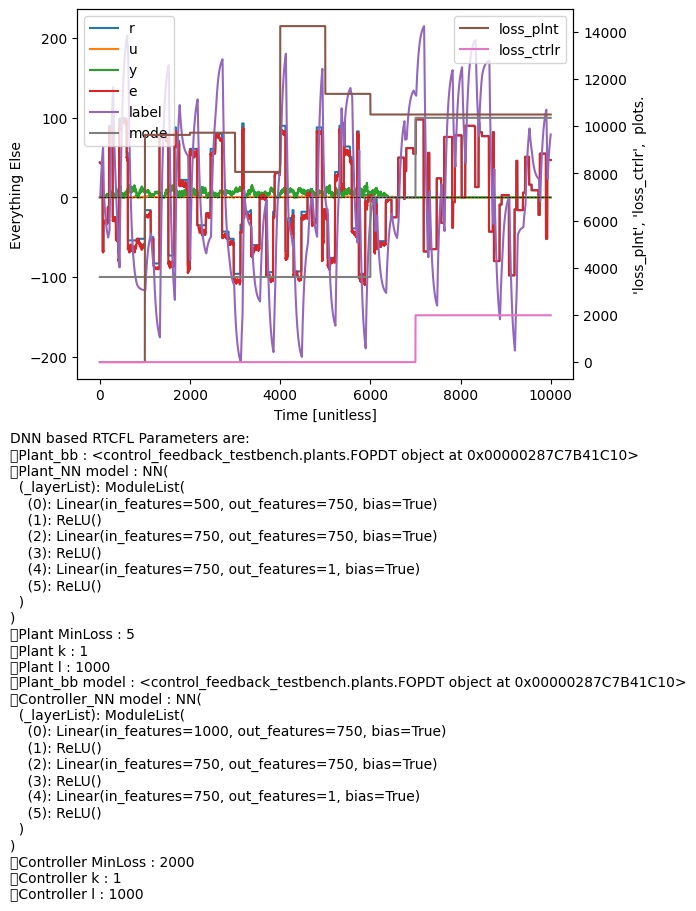 200
100
0
−100
−200
Everything Else
r
u
y
e
label
mode
loss_plnt
loss_ctrlr
14000
12000
10000
8000
6000
4000
2000
0
'loss_plnt', 'loss_ctrlr',  plots.
0 2000 4000 6000 8000 10000
Time [unitless]
DNN based RTCFL Parameters are:
Plant_bb : <control_feedback_testbench.plants.FOPDT object at 0x00000287C7B41C10>
Plant_NN model : NN(
(_layerList): ModuleList(
(0): Linear(in_features=500, out_features=750, bias=True)
(1): ReLU()
(2): Linear(in_features=750, out_features=750, bias=True)
(3): ReLU()
(4): Linear(in_features=750, out_features=1, bias=True)
(5): ReLU()
)
)
Plant MinLoss : 5
Plant k : 1
Plant l : 1000
Plant_bb model : <control_feedback_testbench.plants.FOPDT object at 0x00000287C7B41C10>
Controller_NN model : NN(
(_layerList): ModuleList(
(0): Linear(in_features=1000, out_features=750, bias=True)
(1): ReLU()
(2): Linear(in_features=750, out_features=750, bias=True)
(3): ReLU()
(4): Linear(in_features=750, out_features=1, bias=True)
(5): ReLU()
)
)
Controller MinLoss : 2000
Controller k : 1
Controller l : 1000